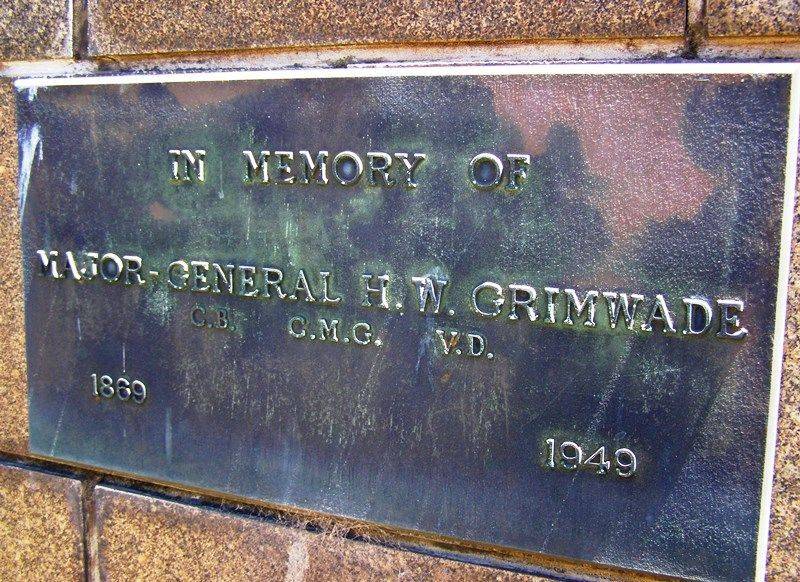 IN MEMORY OF
MAJOR-GENERAL H.W. GRIMWADE
C.B. C.M.G. V.D.
1869
1949